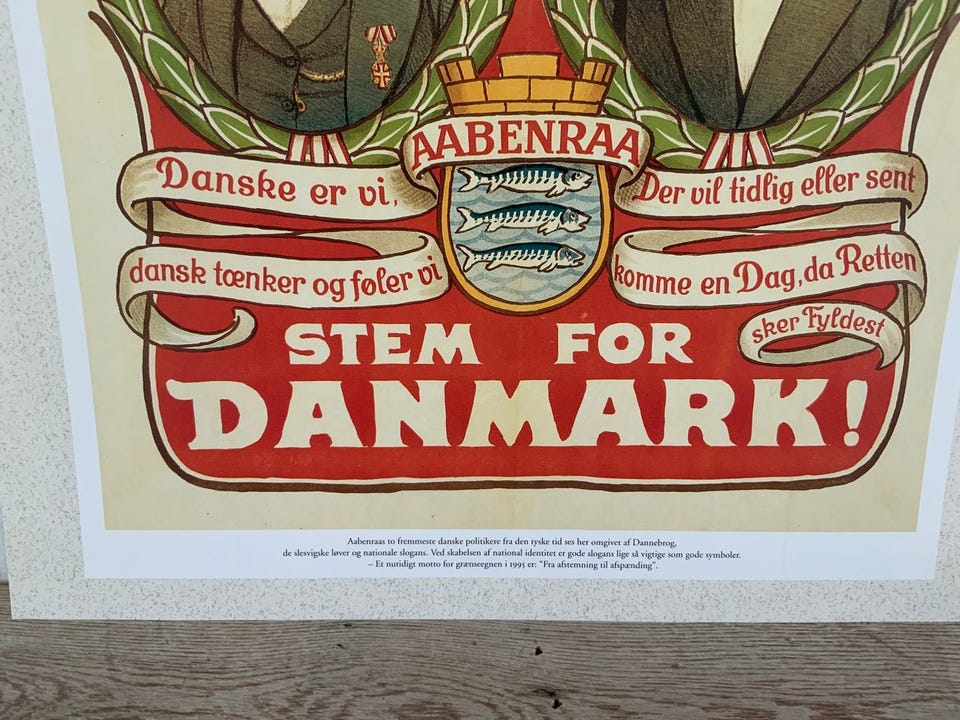 AABENRAA
Danske er vi,
dansk tænker og føler vi
Der vil tidlig eller sent
komme en Dag, da Retten
sker Fyldest
STEM FOR
DANMARK!
Aabenraas to fremmeste danske politikere fra den tyske tid ses her omgivet af Dannebrog,
de slesvigske løver og nationale slogans. Ved skabelsen af national identitet er gode slogans lige så vigtige som gode symboler.
– Et nutidigt motto for grænseegnen i 1995 er: "Fra afstemning til afspænding".